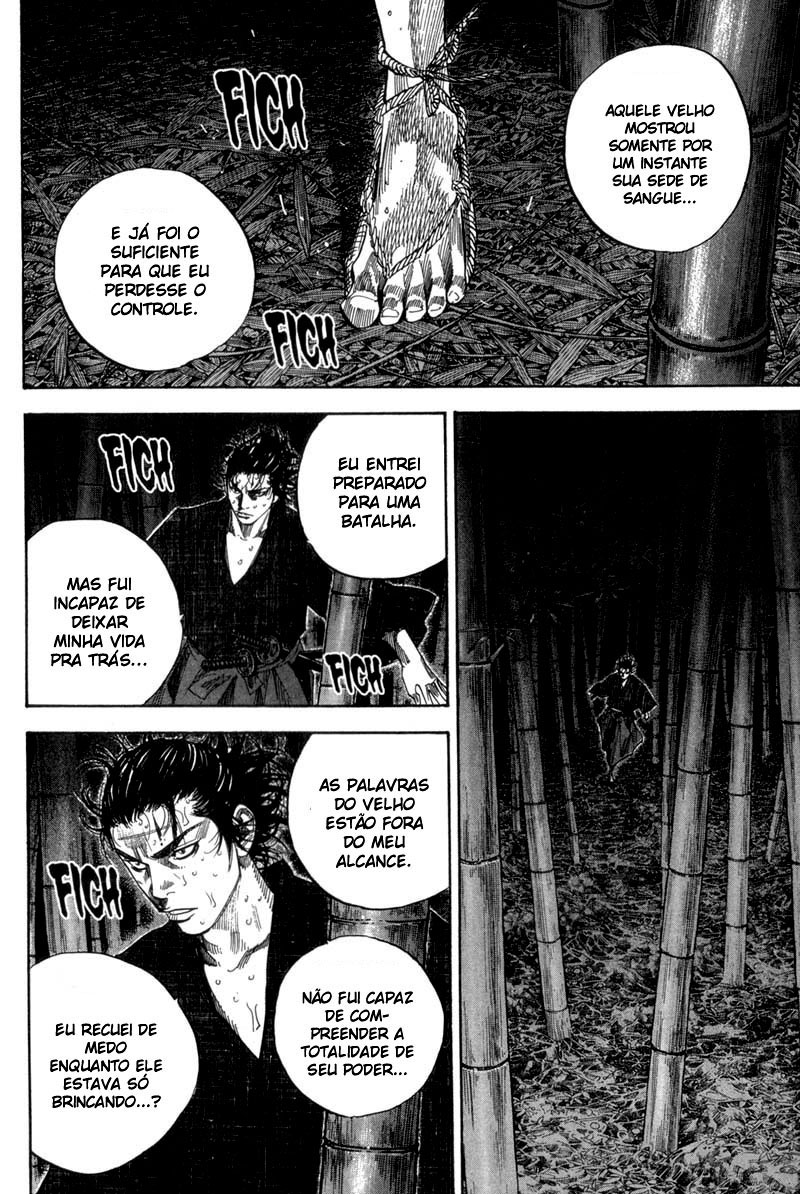 AQUELE VELHO
MOSTROU
SOMENTE POR
UM INSTANTE
SUA SEDE DE
SANGUE...
FICH
E JÁ FOI O
SUFICIENTE
PARA QUE EU
PERDESSE O
CONTROLE.
FICH
FICH
EU ENTREI
PREPARADO
PARA UMA
BATALHA.
MAS FUI
INCAPAZ DE
DEIXAR
MINHA VIDA
PRA TRÁS...
FICH
AS PALAVRAS
DO VELHO
ESTÃO FORA
DO MEU
ALCANCE.
FICH
NÃO FUI CAPAZ
DE COM-
PREENDER A
TOTALIDADE DE
SEU PODER...
EU RECUEI DE
MEDO
ENQUANTO ELE
ESTAVA SÓ
BRINCANDO...?